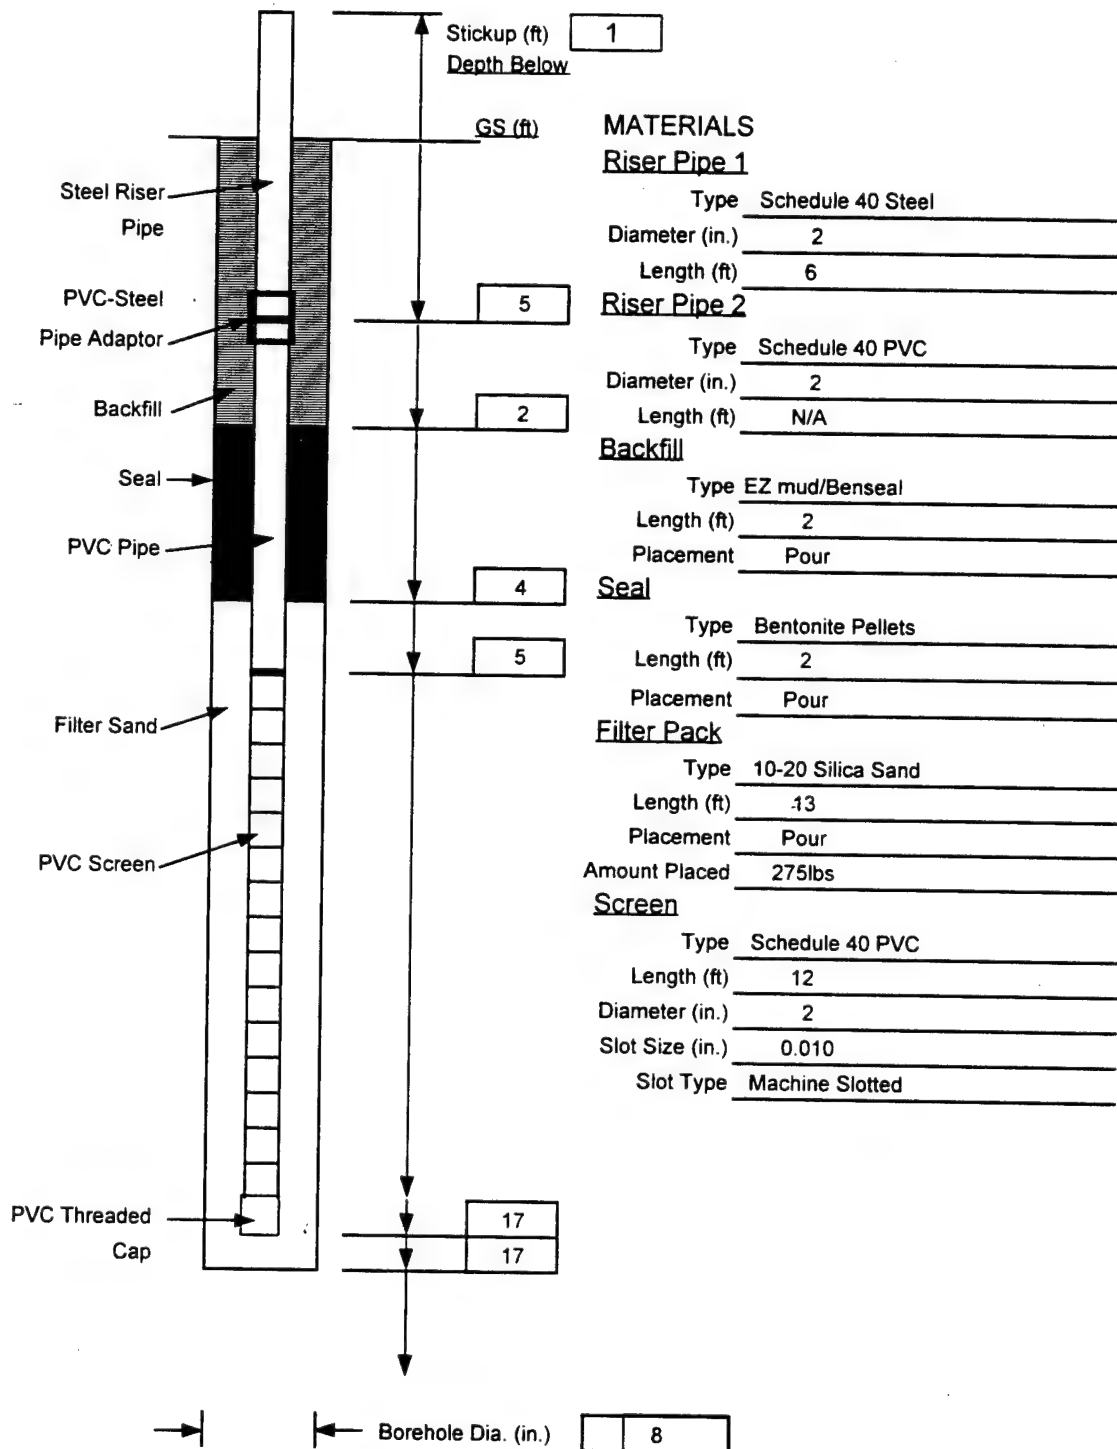 Stickup (ft) 1
Depth Below
GS (ft)
Steel Riser
Pipe
PVC-Steel
Pipe Adaptor
5
Backfill
2
Seal
PVC Pipe
4
5
Filter Sand
PVC Screen
PVC Threaded
Cap
17
17
Borehole Dia. (in.) 8
MATERIALS
Riser Pipe 1
Type Schedule 40 Steel
Diameter (in.) 2
Length (ft) 6
Riser Pipe 2
Type Schedule 40 PVC
Diameter (in.) 2
Length (ft) N/A
Backfill
Type EZ mud/Benseal
Length (ft) 2
Placement Pour
Seal
Type Bentonite Pellets
Length (ft) 2
Placement Pour
Filter Pack
Type 10-20 Silica Sand
Length (ft) 13
Placement Pour
Amount Placed 275lbs
Screen
Type Schedule 40 PVC
Length (ft) 12
Diameter (in.) 2
Slot Size (in.) 0.010
Slot Type Machine Slotted